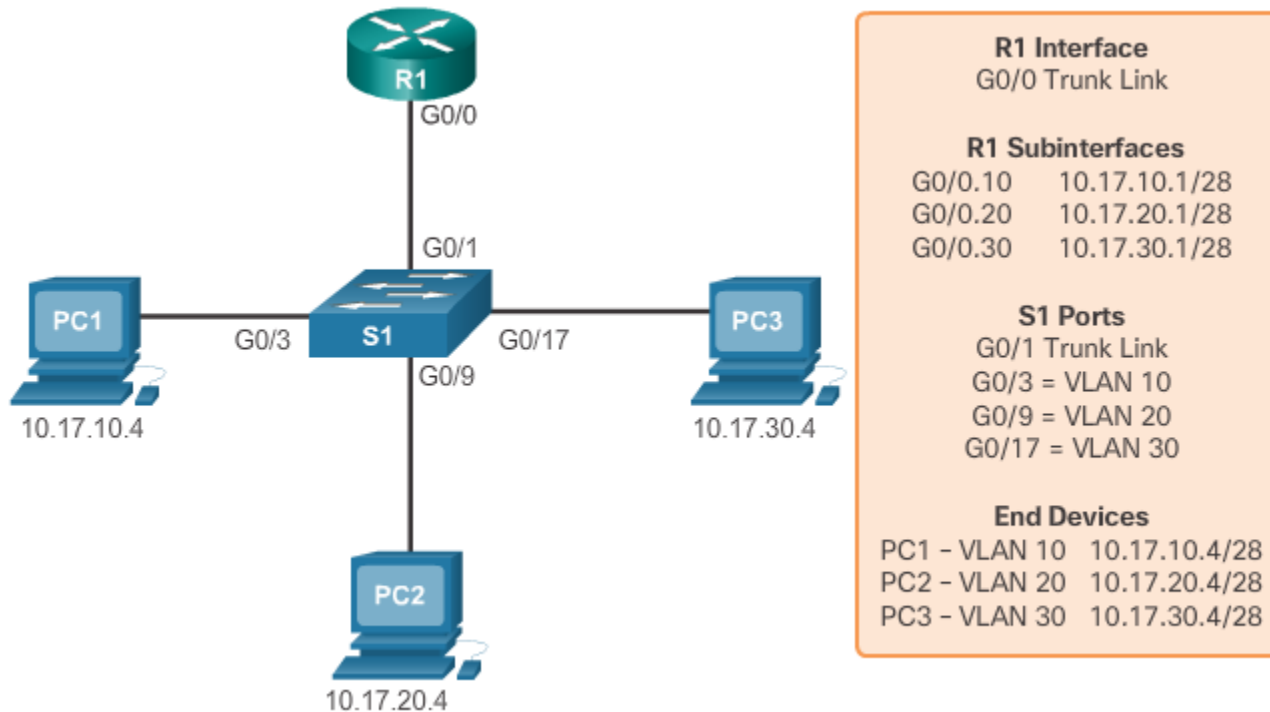 R1
G0/0
G0/1
PC1
G0/3
S1
G0/17
PC3
G0/9
10.17.10.4
10.17.30.4
PC2
10.17.20.4
R1 Interface
G0/0 Trunk Link
R1 Subinterfaces
G0/0.10 10.17.10.1/28
G0/0.20 10.17.20.1/28
G0/0.30 10.17.30.1/28
S1 Ports
G0/1 Trunk Link
G0/3 = VLAN 10
G0/9 = VLAN 20
G0/17 = VLAN 30
End Devices
PC1 – VLAN 10 10.17.10.4/28
PC2 – VLAN 20 10.17.20.4/28
PC3 – VLAN 30 10.17.30.4/28